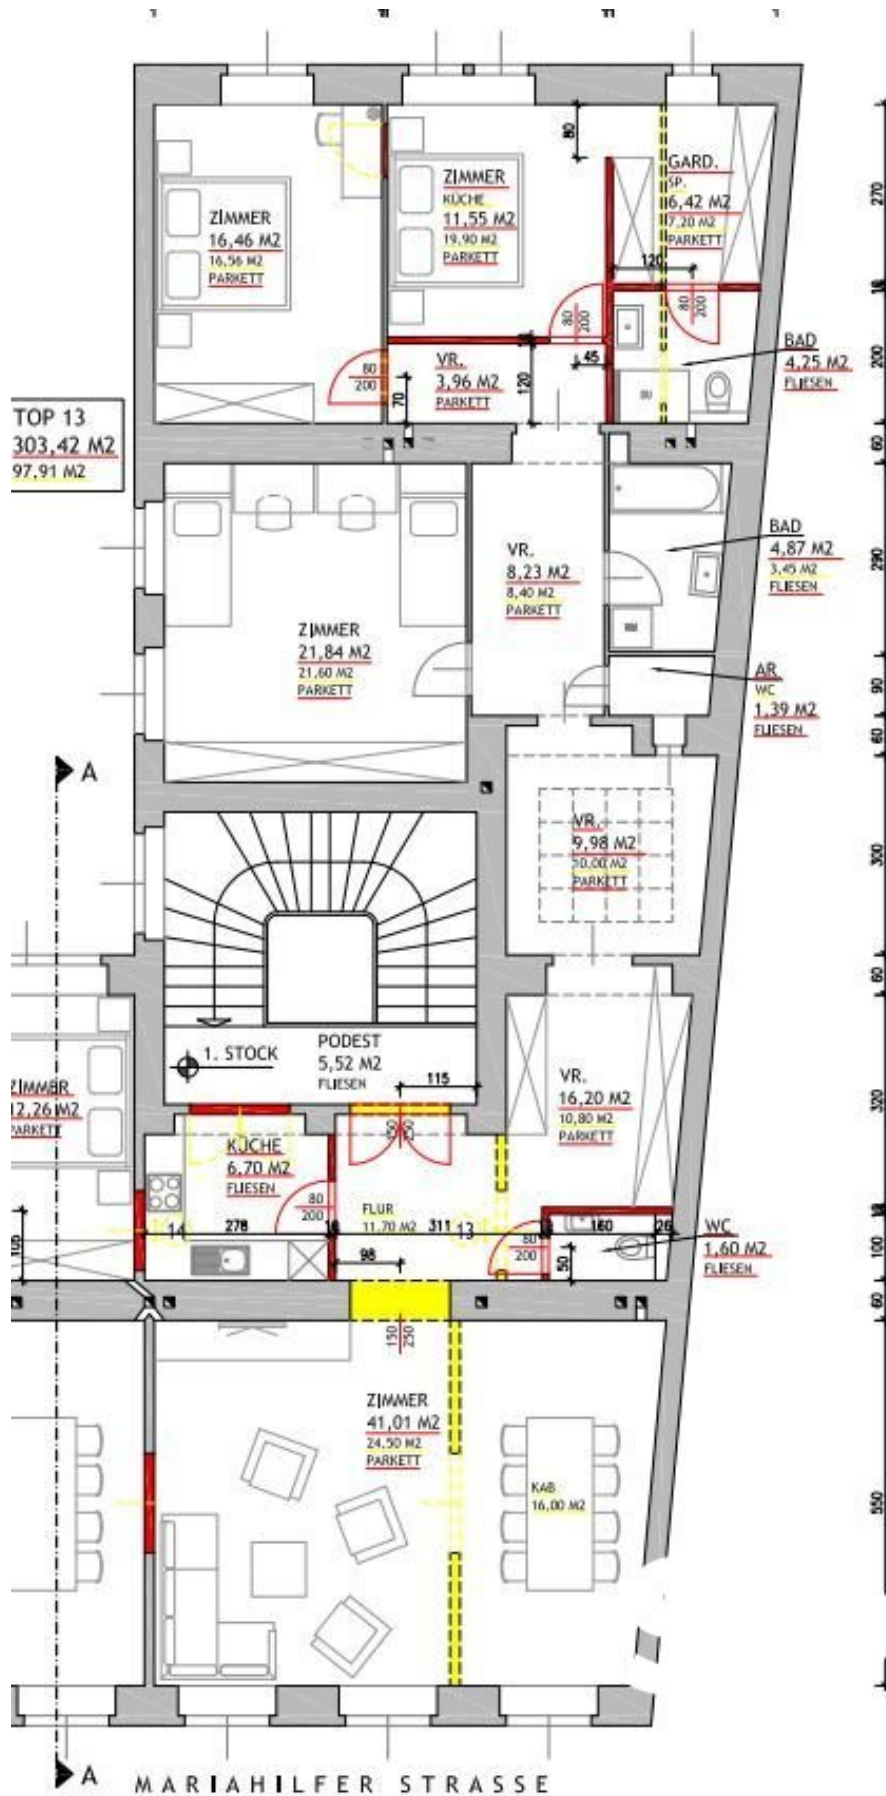 80
270
ZIMMER
16,46 M2
16,56 M2
PARKETT
ZIMMER
KÜCHE
11,55 M2
19,90 M2
PARKETT
GARD.
SP.
6,42 M2
7,20 M2
PARKETT
120
80
200
80
200
BAD
4,25 M2
FLIESEN
200
VR.
3,96 M2
PARKETT
45
120
80
200
70
TOP 13
303,42 M2
97,91 M2
60
BAD
4,87 M2
3,45 M2
FLIESEN
290
VR.
8,23 M2
8,40 M2
PARKETT
ZIMMER
21,84 M2
21,60 M2
PARKETT
AR.
WC
1,39 M2
FLIESEN
90
60
A
VR.
9,98 M2
10,00 M2
PARKETT
300
60
1. STOCK
PODEST
5,52 M2
FLIESEN
115
ZIMMER
12,26 M2
PARKETT
VR.
16,20 M2
10,80 M2
PARKETT
320
KÜCHE
6,70 M2
FLIESEN
80
200
FLUR
11,70 M2
14
278
311
13
160
26
98
80
200
50
WC
1,60 M2
FLIESEN
100
60
150
250
ZIMMER
41,01 M2
24,50 M2
PARKETT
KAB
16,00 M2
550
A
MARIAHILFER STRASSE